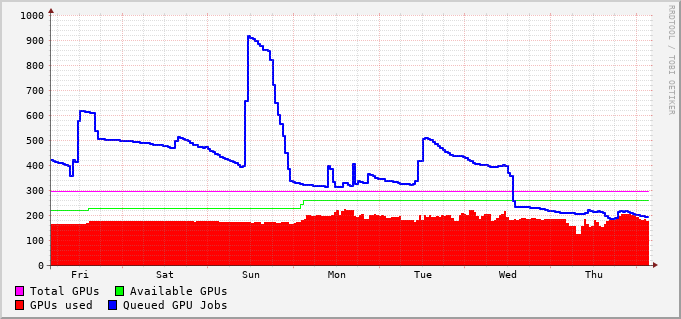 1000
900
800
700
600
500
400
300
200
100
0
Fri Sat Sun Mon Tue Wed Thu
Total GPUs Available GPUs
GPUs used Queued GPU Jobs
RRDTOOL / TOBI OETIKER